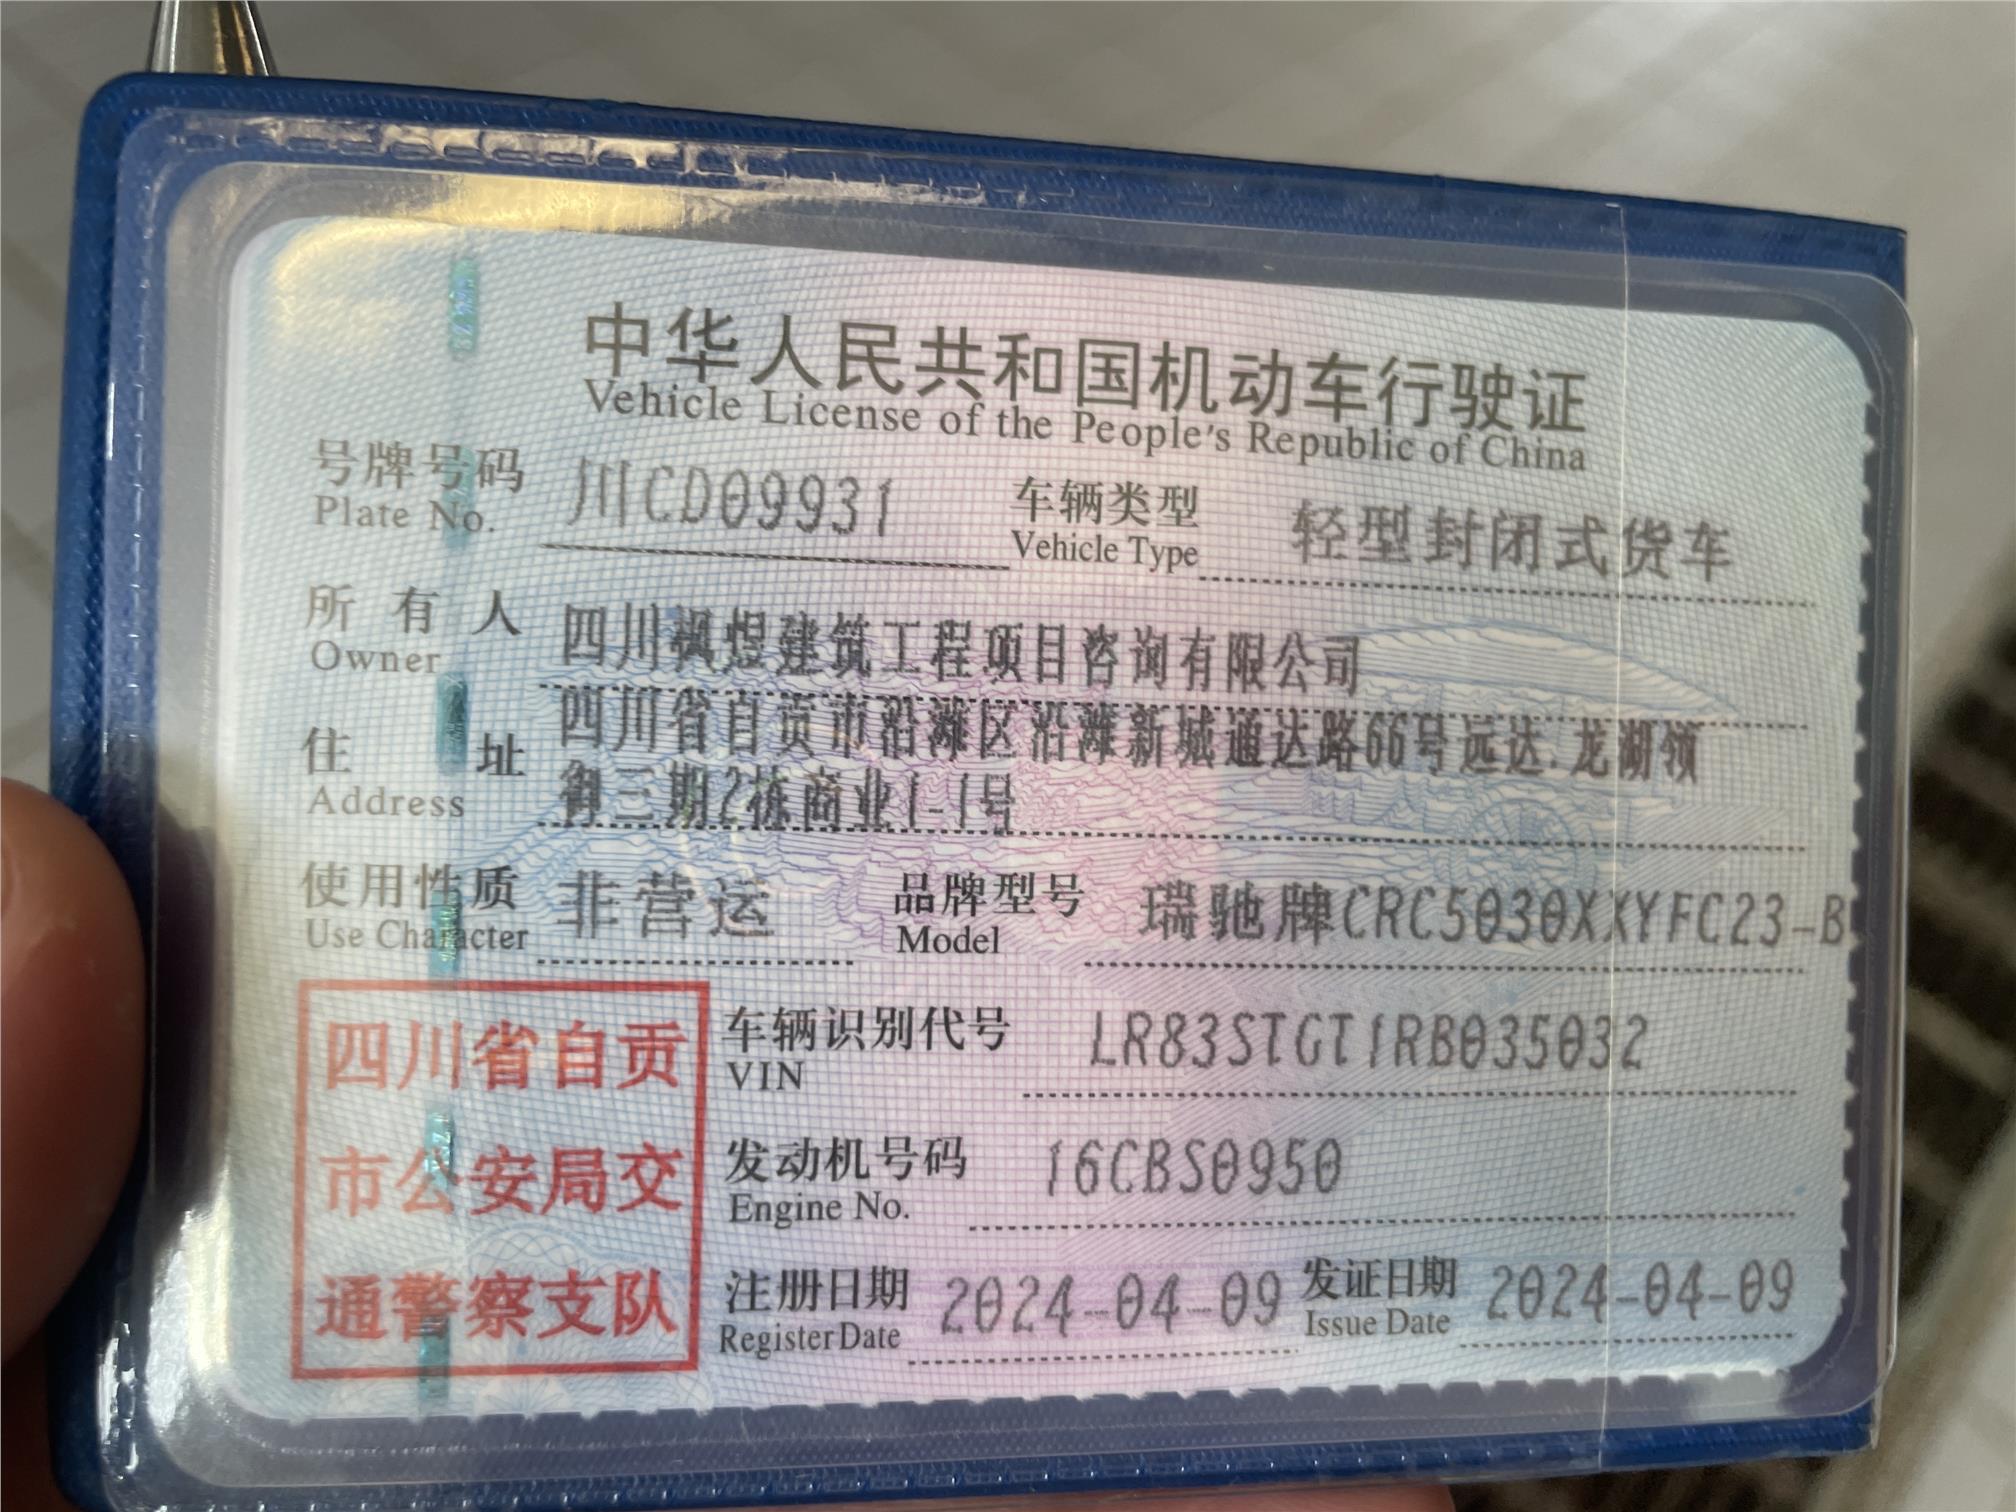 中华人民共和国机动车行驶证
Vehicle License of the People's Republic of China
号牌号码 川CD09931 车辆类型 轻型封闭式货车
Plate No. Vehicle Type
所有人 四川枫煜建筑工程项目咨询有限公司
Owner
住址 四川省自贡市沿滩区沿滩新城通达路66号远达.龙湖领
Address 御三期2栋商业1-1号
使用性质 非营运 品牌型号 瑞驰牌CRC5030XXYFC23-B
Use Character Model
四川省自贡
市公安局交
通警察支队
车辆识别代号 LR83STGT1RB035032
VIN
发动机号码 16CBS0950
Engine No.
注册日期 2024-04-09 发证日期 2024-04-09
Register Date Issue Date